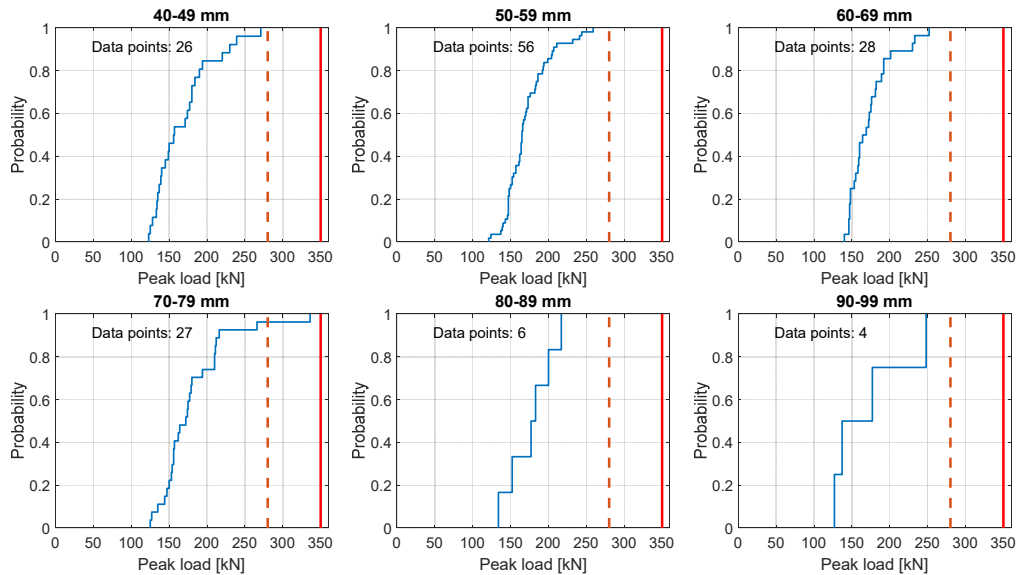 40-49 mm
Data points: 26
Probability
1
0.8
0.6
0.4
0.2
0
0 50 100 150 200 250 300 350
Peak load [kN]
50-59 mm
Data points: 56
Probability
1
0.8
0.6
0.4
0.2
0
0 50 100 150 200 250 300 350
Peak load [kN]
60-69 mm
Data points: 28
Probability
1
0.8
0.6
0.4
0.2
0
0 50 100 150 200 250 300 350
Peak load [kN]
70-79 mm
Data points: 27
Probability
1
0.8
0.6
0.4
0.2
0
0 50 100 150 200 250 300 350
Peak load [kN]
80-89 mm
Data points: 6
Probability
1
0.8
0.6
0.4
0.2
0
0 50 100 150 200 250 300 350
Peak load [kN]
90-99 mm
Data points: 4
Probability
1
0.8
0.6
0.4
0.2
0
0 50 100 150 200 250 300 350
Peak load [kN]